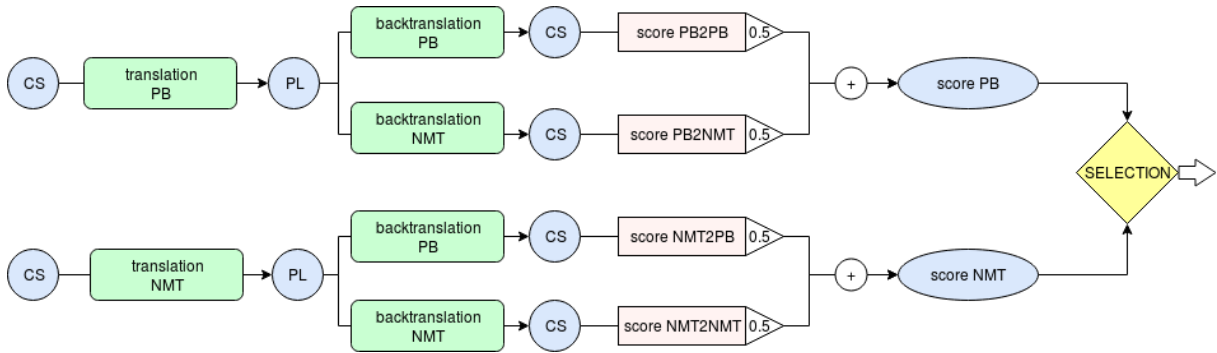 CS
translation
PB
PL
backtranslation
PB
CS
score PB2PB
0.5
backtranslation
NMT
CS
score PB2NMT
0.5
+
score PB
SELECTION
CS
translation
NMT
PL
backtranslation
PB
CS
score NMT2PB
0.5
backtranslation
NMT
CS
score NMT2NMT
0.5
+
score NMT